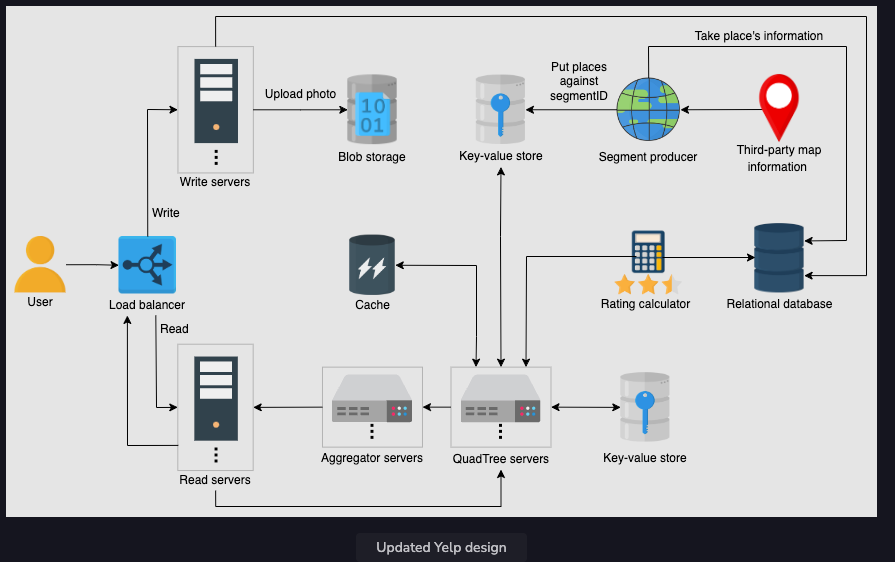 Take place's information
Upload photo
Put places
against
segmentID
10
01
Write servers
Blob storage
Key-value store
Segment producer
Third-party map
information
Write
User
Load balancer
Cache
Rating calculator
Relational database
Read
Read servers
Aggregator servers
QuadTree servers
Key-value store
Updated Yelp design